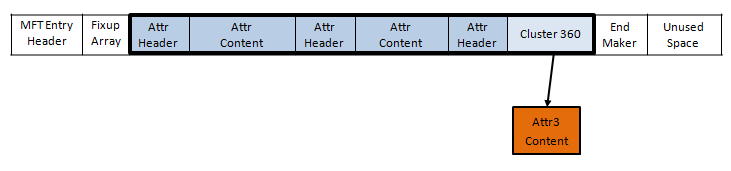 MFT Entry
Header
Fixup
Array
Attr
Header
Attr
Content
Attr
Header
Attr
Content
Attr
Header
Cluster 360
End
Maker
Unused
Space
Attr3
Content